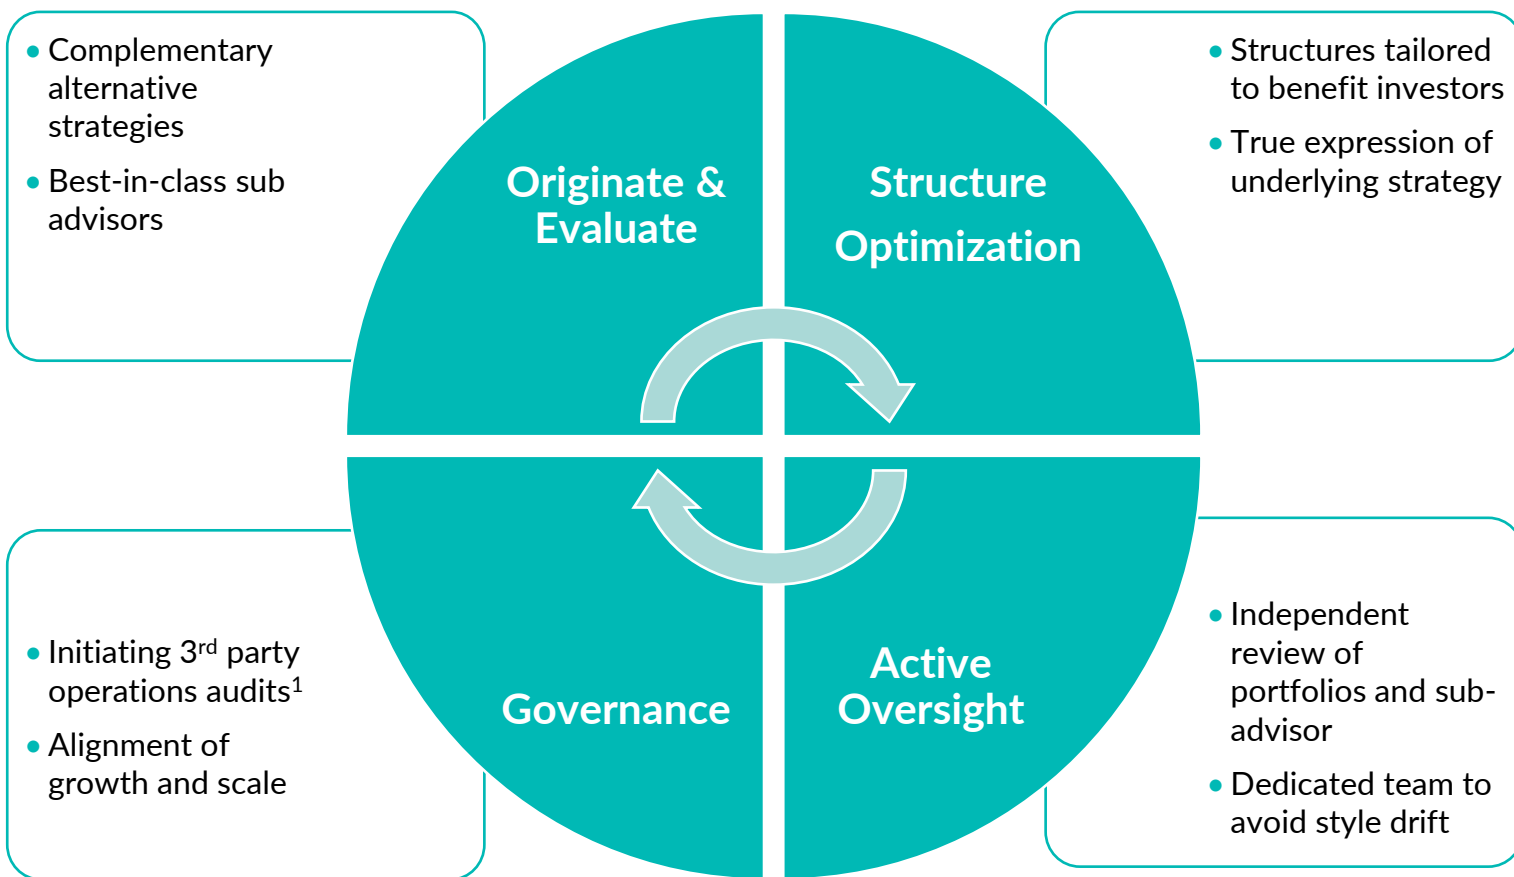 • Complementary
alternative
strategies
• Best-in-class sub
advisors
Originate &
Evaluate
Structure
Optimization
• Structures tailored
to benefit investors
• True expression of
underlying strategy
• Initiating 3rd party
operations audits1
• Alignment of
growth and scale
Governance
Active
Oversight
• Independent
review of
portfolios and sub-
advisor
• Dedicated team to
avoid style drift